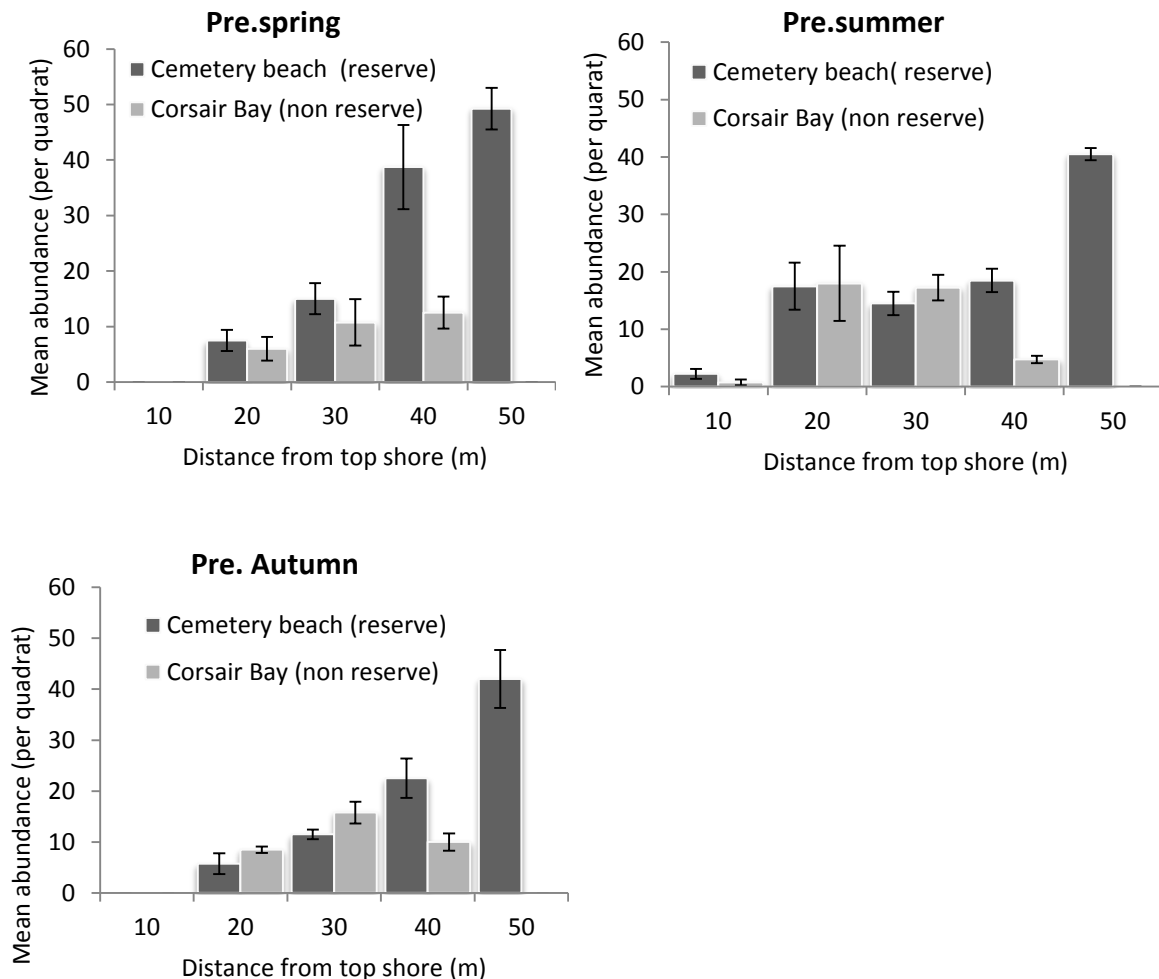 Pre.spring
60
50
40
30
20
10
0
Mean abundance (per quadrat)
Cemetery beach (reserve)
Corsair Bay (non reserve)
10 20 30 40 50
Distance from top shore (m)
Pre.summer
60
50
40
30
20
10
0
Mean abundance (per quarat)
Cemetery beach( reserve)
Corsair Bay (non reserve)
10 20 30 40 50
Distance from top shore (m)
Pre. Autumn
60
50
40
30
20
10
0
Mean abundance (per quadrat)
Cemetery beach (reserve)
Corsair Bay (non reserve)
10 20 30 40 50
Distance from top shore (m)